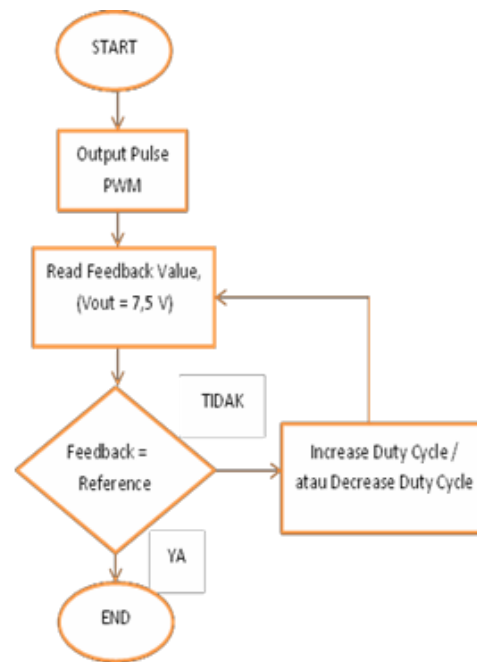 START
Output Pulse
PWM
Read Feedback Value,
(Vout = 7,5 V)
TIDAK
Feedback =
Reference
Increase Duty Cycle /
atau Decrease Duty Cycle
YA
END